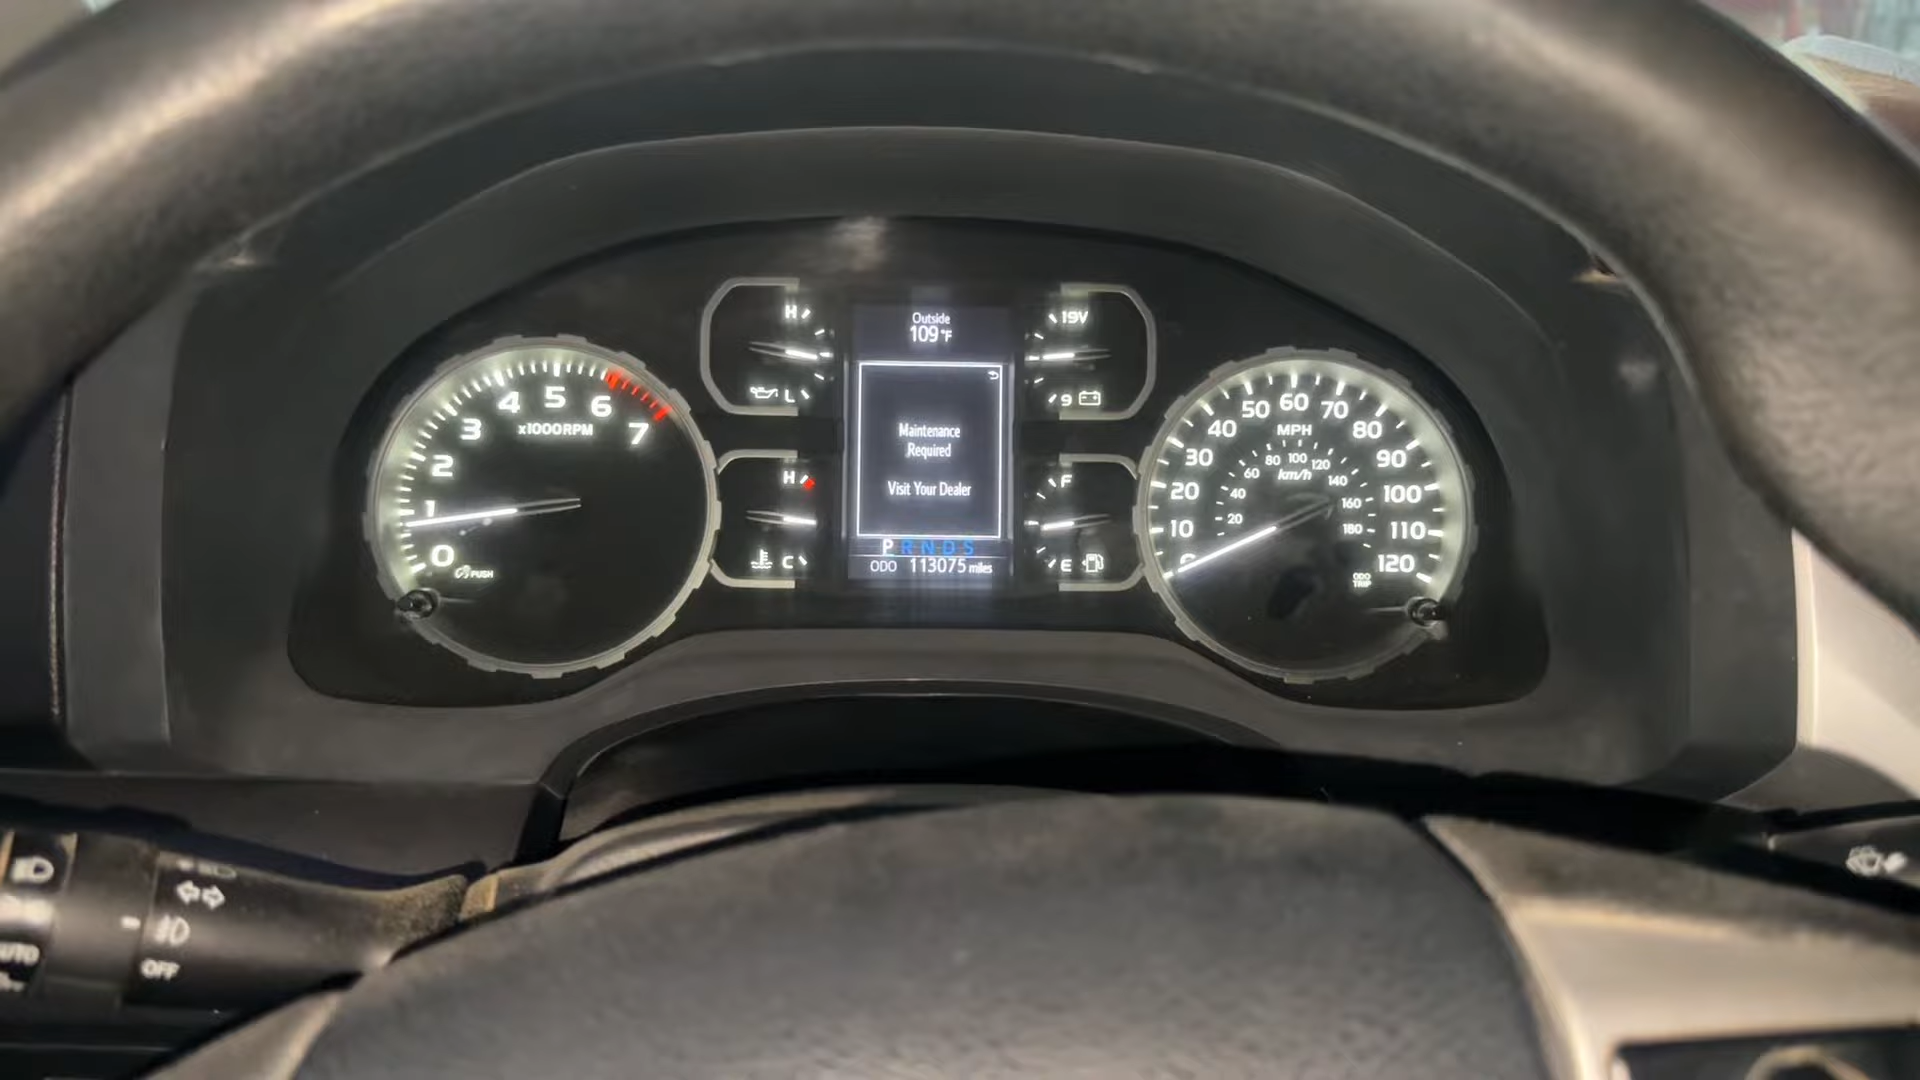 Outside
109°F
Maintenance
Required
Visit Your Dealer
P R N D S
ODO 113075 miles
H
L
H
C
19V
9
F
E
0 1 2 3 4 5 6 7
x1000RPM
PUSH
0 10 20 30 40 50 60 70 80 90 100 110 120
MPH
20 40 60 80 100 120 140 160 180
km/h
ODO
TRIP
OFF